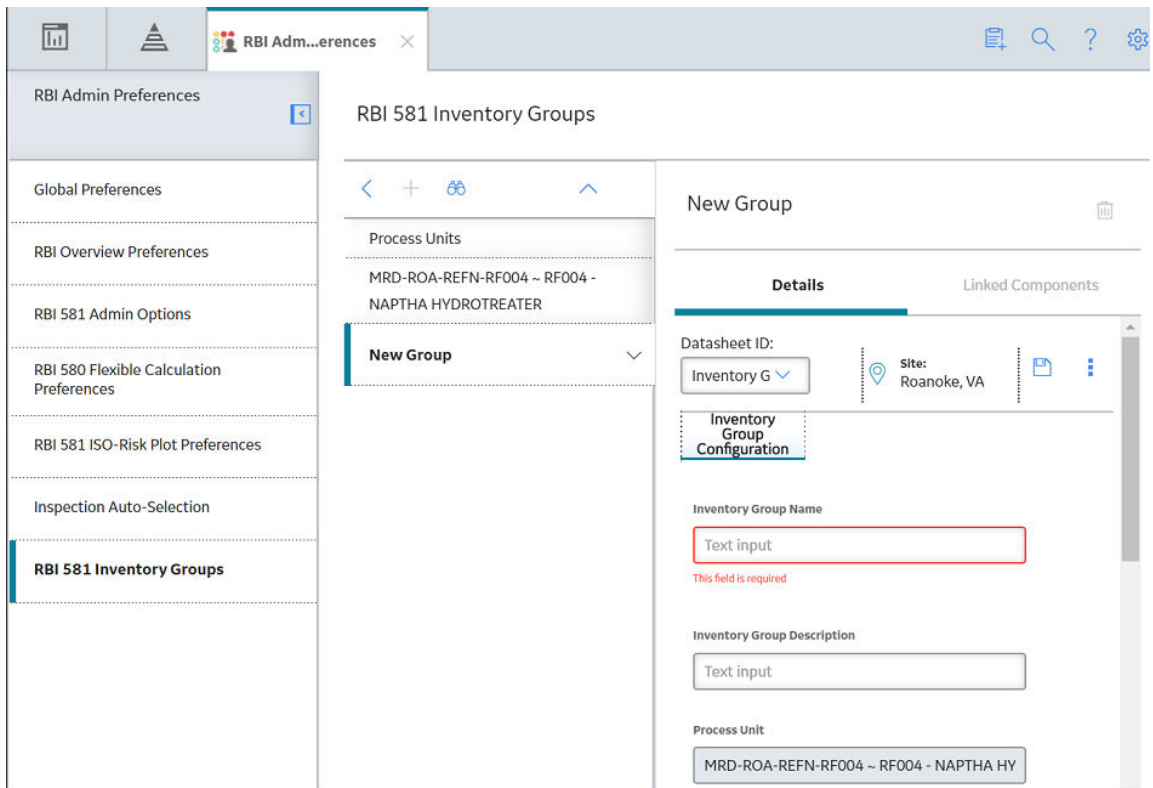 RBI Adm...erences
RBI Admin Preferences
Global Preferences
RBI Overview Preferences
RBI 581 Admin Options
RBI 580 Flexible Calculation
Preferences
RBI 581 ISO-Risk Plot Preferences
Inspection Auto-Selection
RBI 581 Inventory Groups
RBI 581 Inventory Groups
Process Units
MRD-ROA-REFN-RF004 ~ RF004 -
NAPTHA HYDROTREATER
New Group
New Group
Details
Linked Components
Datasheet ID:
Inventory G
Site:
Roanoke, VA
Inventory
Group
Configuration
Inventory Group Name
Text input
This field is required
Inventory Group Description
Text input
Process Unit
MRD-ROA-REFN-RF004 ~ RF004 - NAPTHA HY